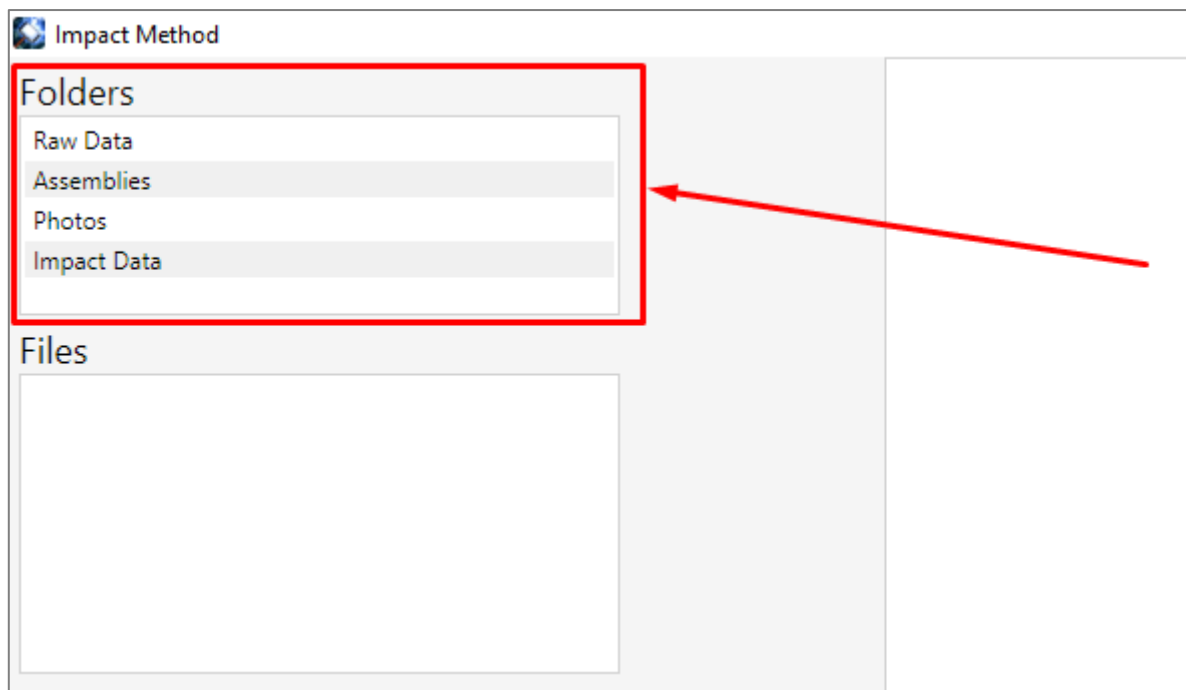 Impact Method
Folders
Raw Data
Assemblies
Photos
Impact Data
Files